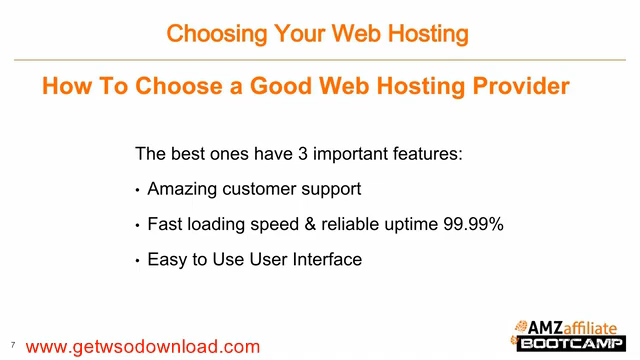 Choosing Your Web Hosting
How To Choose a Good Web Hosting Provider
The best ones have 3 important features:
• Amazing customer support
• Fast loading speed & reliable uptime 99.99%
• Easy to Use User Interface
7
www.getwsodownload.com
AMZaffiliate
BOOTCAMP